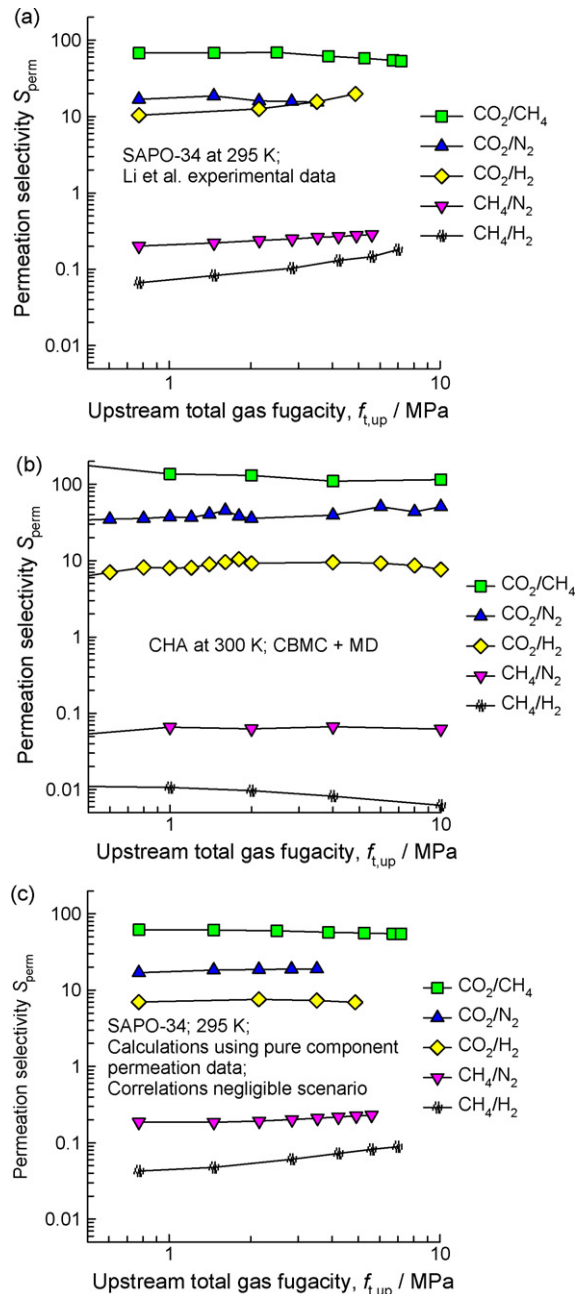 (a)
Permeation selectivity S_perm
100
10
1
0.1
0.01
SAPO-34 at 295 K;
Li et al. experimental data
CO₂/CH₄
CO₂/N₂
CO₂/H₂
CH₄/N₂
CH₄/H₂
1
10
Upstream total gas fugacity, f_t,up / MPa
(b)
Permeation selectivity S_perm
100
10
1
0.1
0.01
CHA at 300 K; CBMC + MD
CO₂/CH₄
CO₂/N₂
CO₂/H₂
CH₄/N₂
CH₄/H₂
1
10
Upstream total gas fugacity, f_t,up / MPa
(c)
Permeation selectivity S_perm
100
10
1
0.1
0.01
SAPO-34; 295 K;
Calculations using pure component
permeation data;
Correlations negligible scenario
CO₂/CH₄
CO₂/N₂
CO₂/H₂
CH₄/N₂
CH₄/H₂
1
10
Upstream total gas fugacity, f_t,up / MPa